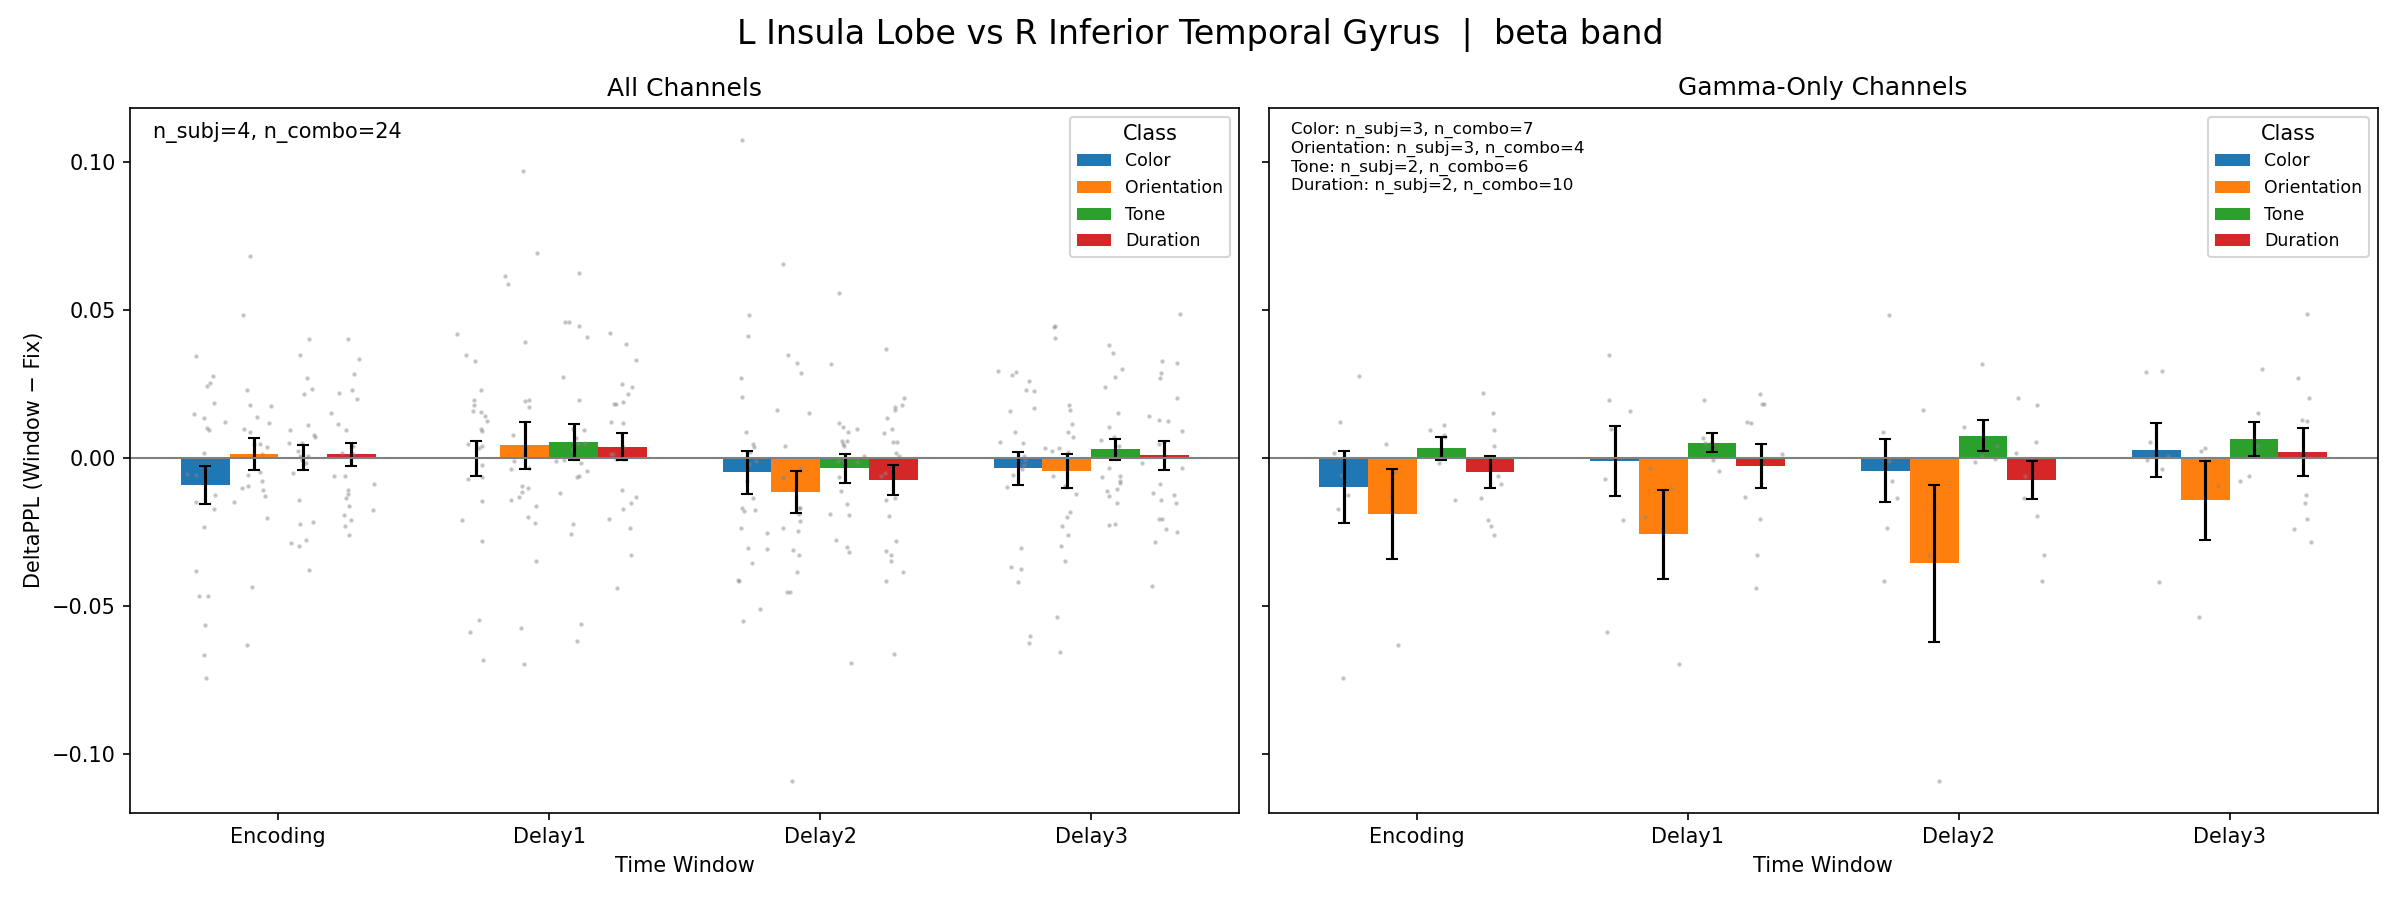 L Insula Lobe vs R Inferior Temporal Gyrus  |  beta band
All Channels
n_subj=4, n_combo=24
Class
Color
Orientation
Tone
Duration
DeltaPPL (Window − Fix)
0.10
0.05
0.00
−0.05
−0.10
Encoding
Delay1
Delay2
Delay3
Time Window
Gamma-Only Channels
Color: n_subj=3, n_combo=7
Orientation: n_subj=3, n_combo=4
Tone: n_subj=2, n_combo=6
Duration: n_subj=2, n_combo=10
Class
Color
Orientation
Tone
Duration
Encoding
Delay1
Delay2
Delay3
Time Window